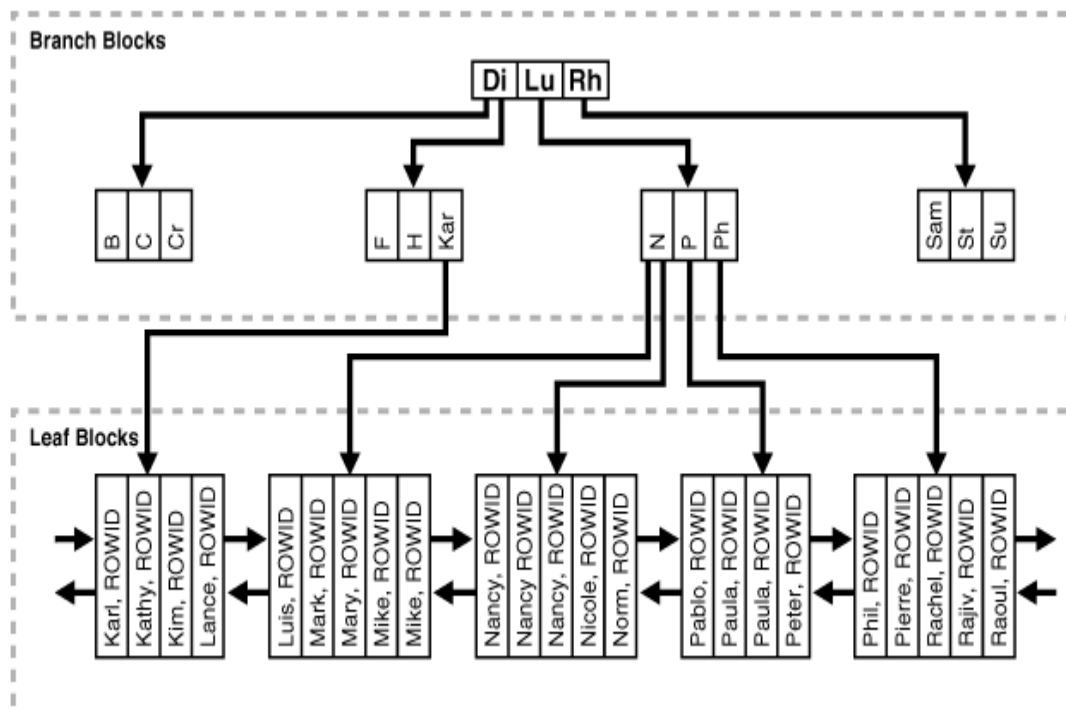 Branch Blocks
Di Lu Rh
B
C
Cr
F
H
Kar
N
P
Ph
Sam
St
Su
Leaf Blocks
Karl, ROWID
Kathy, ROWID
Kim, ROWID
Lance, ROWID
Luis, ROWID
Mark, ROWID
Mary, ROWID
Mike, ROWID
Mike, ROWID
Nancy, ROWID
Nancy ROWID
Nancy, ROWID
Nicole, ROWID
Norm, ROWID
Pablo, ROWID
Paula, ROWID
Paula, ROWID
Peter, ROWID
Phil, ROWID
Pierre, ROWID
Rachel, ROWID
Rajiv, ROWID
Raoul, ROWID